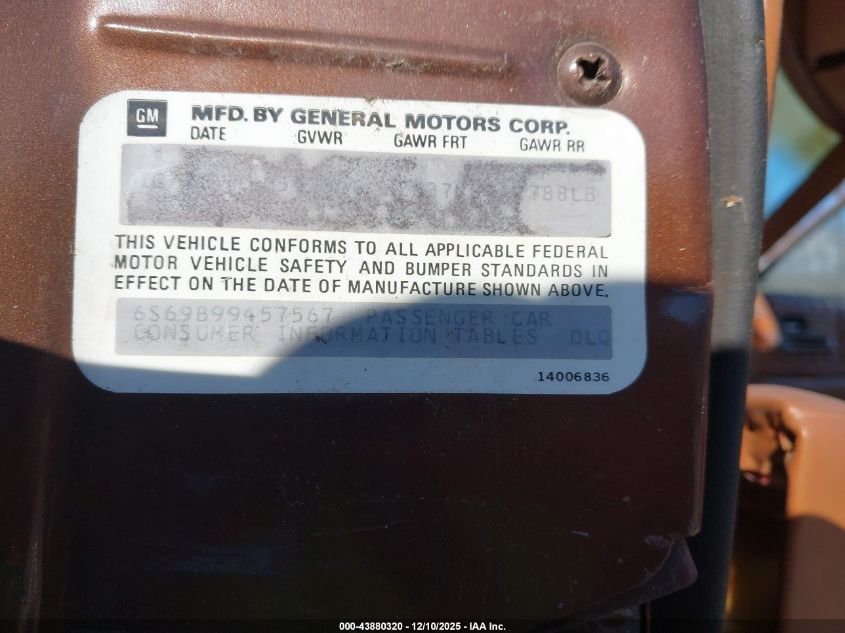 GM
MFD. BY GENERAL MOTORS CORP.
DATE GVWR GAWR FRT GAWR RR
788LB
THIS VEHICLE CONFORMS TO ALL APPLICABLE FEDERAL
MOTOR VEHICLE SAFETY AND BUMPER STANDARDS IN
EFFECT ON THE DATE OF MANUFACTURE SHOWN ABOVE.
6S69B99457567 PASSENGER CAR
CONSUMER INFORMATION TABLES DLQ
14006836
000-43880320 - 12/10/2025 - IAA Inc.